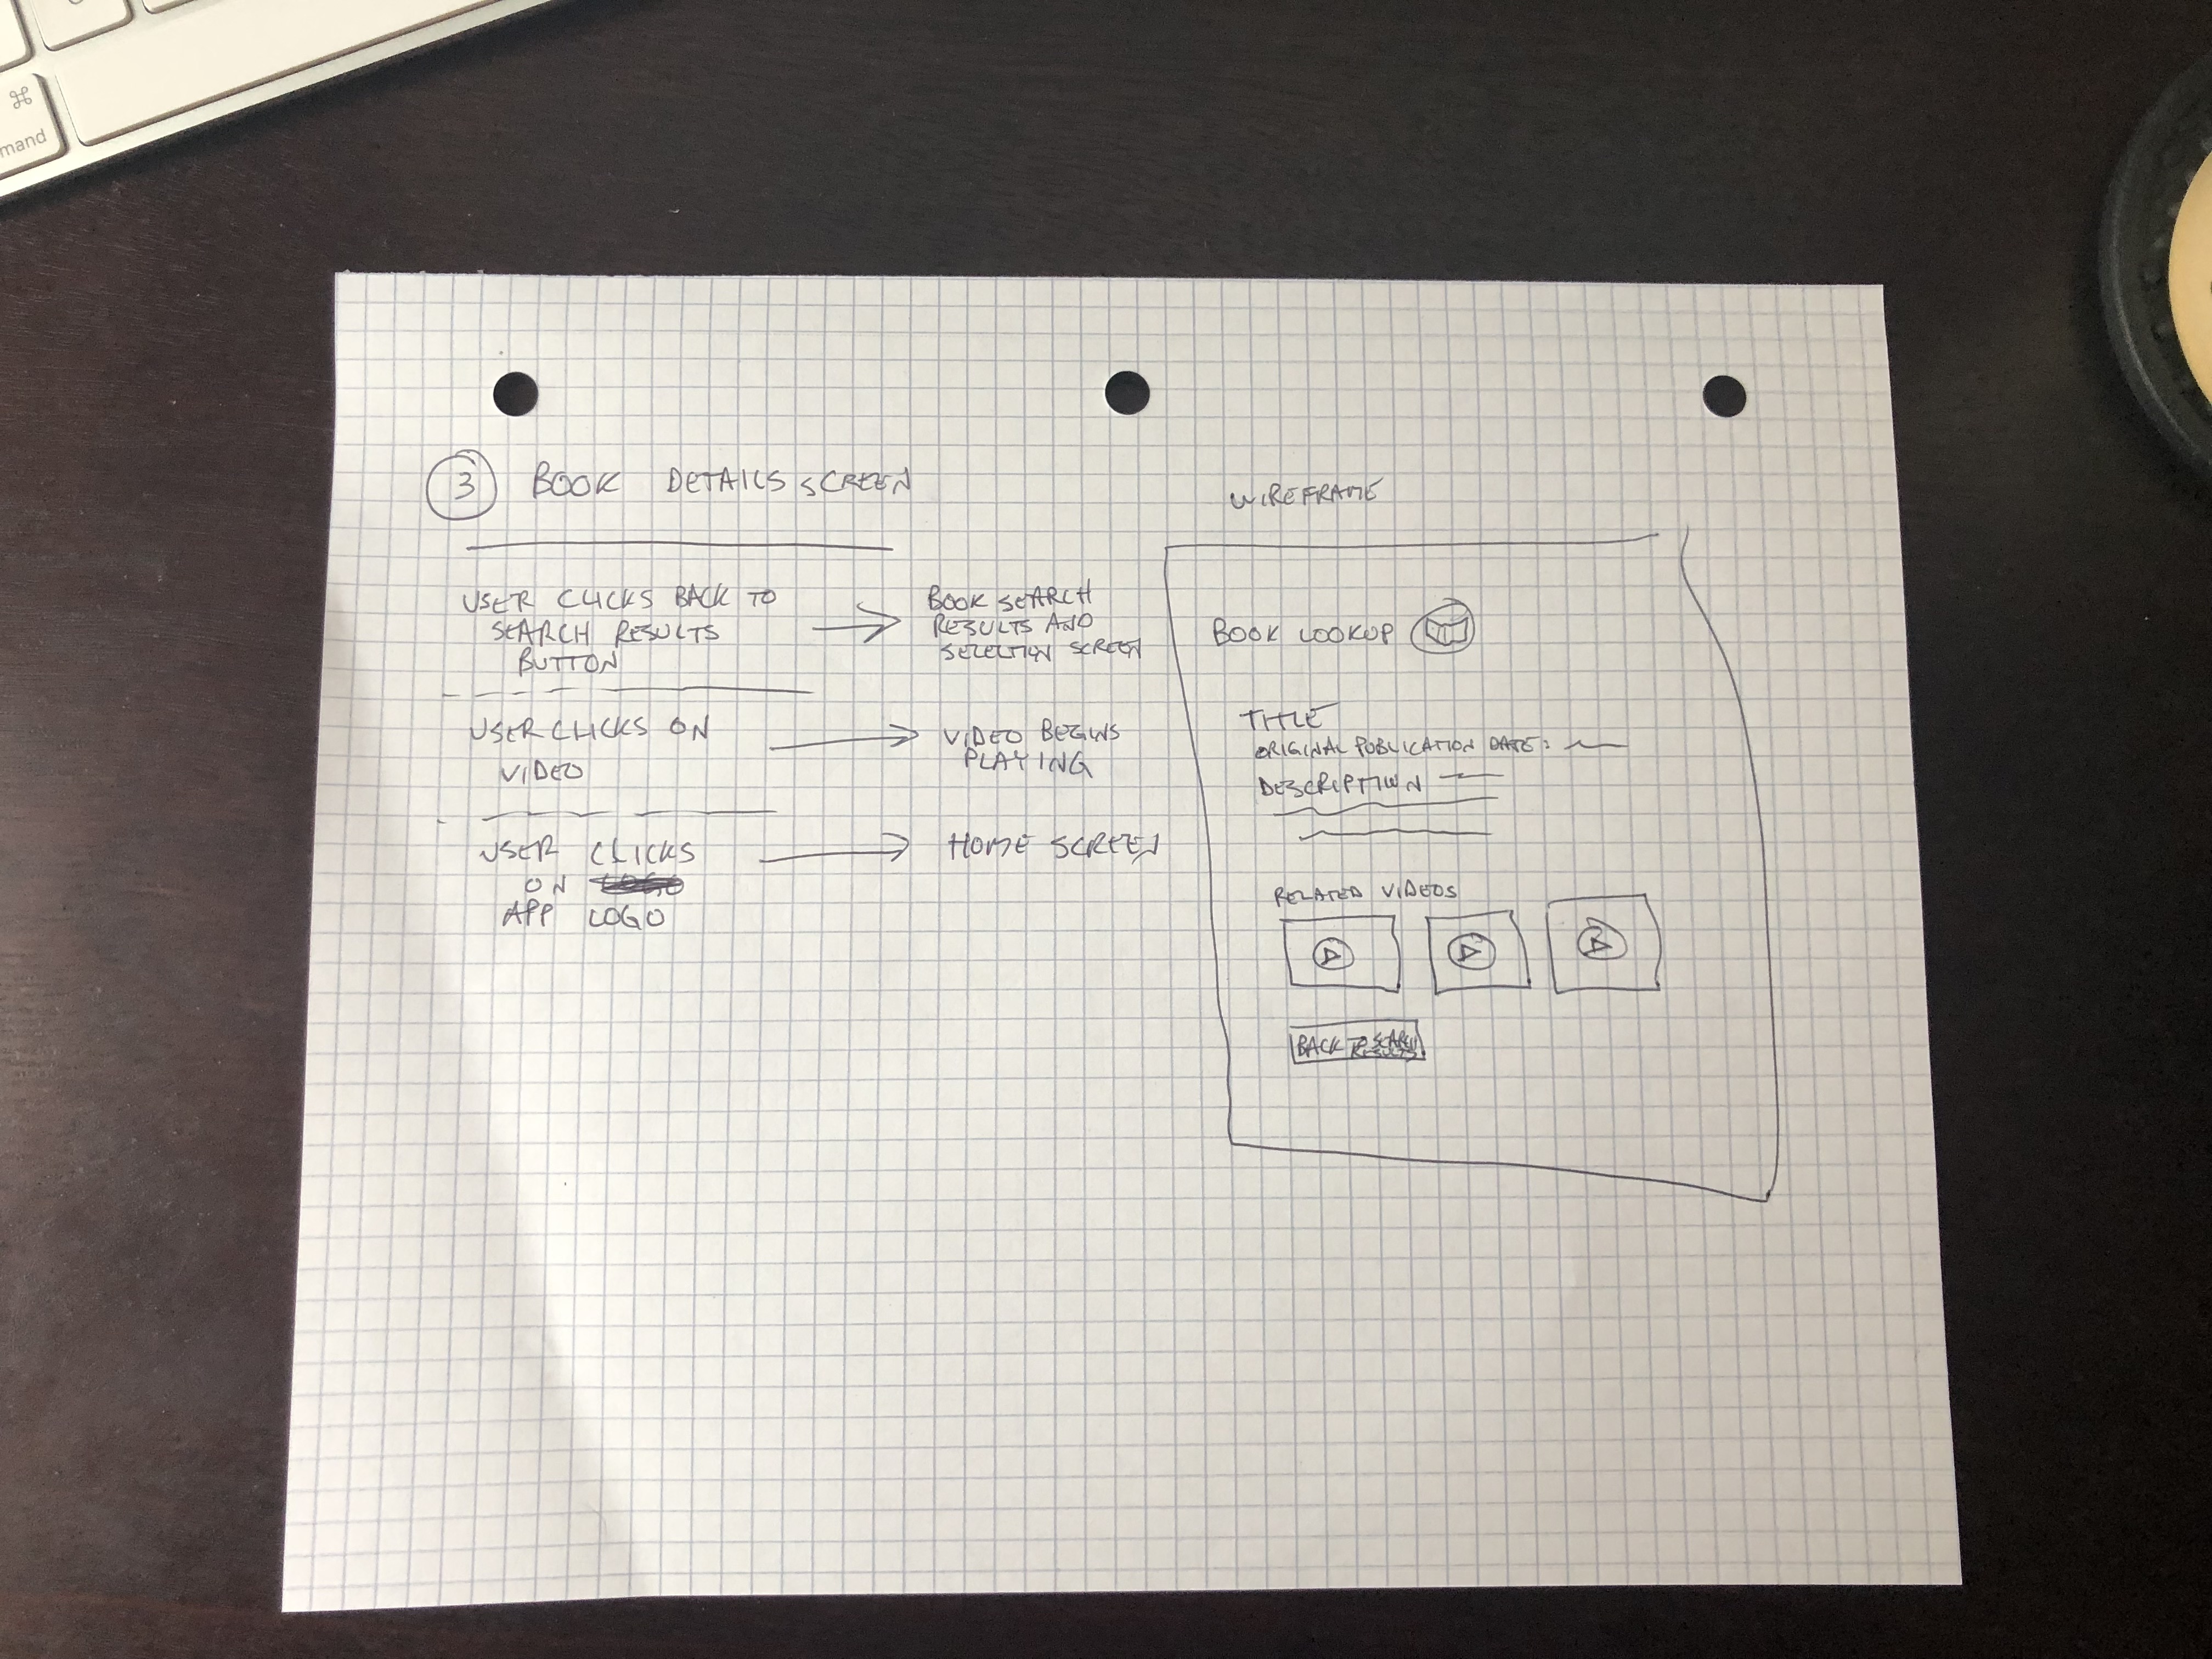 ⌘
mand
3 BOOK DETAILS SCREEN
USER CLICKS BACK TO
SEARCH RESULTS
BUTTON
BOOK SEARCH
RESULTS AND
SELECTION SCREEN
USER CLICKS ON
VIDEO
VIDEO BEGINS
PLAYING
USER CLICKS
ON
APP LOGO
HOME SCREEN
WIREFRAME
BOOK LOOKUP
TITLE
ORIGINAL PUBLICATION DATE:
DESCRIPTION
RELATED VIDEOS
BACK TO SEARCH
RESULTS